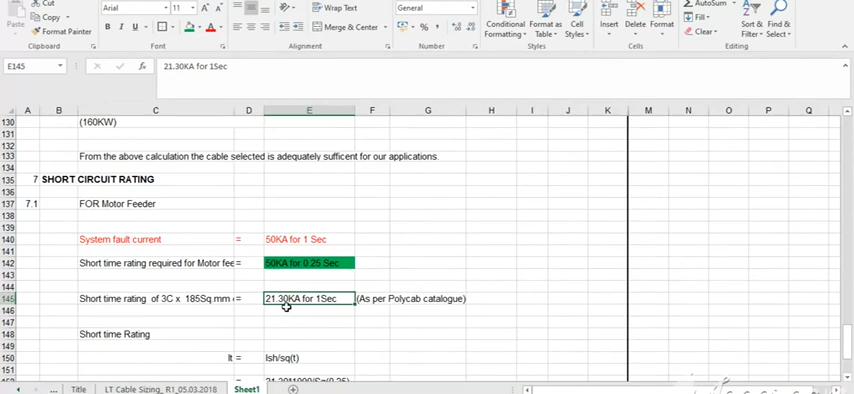 Cut
Copy
Paste
Format Painter
Clipboard
Arial
11
B I U
Font
Wrap Text
Merge & Center
Alignment
General
%
Number
Conditional Formatting
Format as Table
Cell Styles
Styles
Insert
Delete
Format
Cells
AutoSum
Fill
Clear
Sort & Filter
Find & Select
Editing
E145
fx
21.30KA for 1Sec
A B C D E F G H I J K M N O P Q
130 (160KW)
131
132
133 From the above calculation the cable selected is adequately sufficent for our applications.
134
135 7 SHORT CIRCUIT RATING
136
137 7.1 FOR Motor Feeder
138
139
140 System fault current = 50KA for 1 Sec
141
142 Short time rating required for Motor fee = 50KA for 0.25 Sec
143
144
145 Short time rating of 3C x 185Sq.mm = 21.30KA for 1Sec (As per Polycab catalogue)
146
147
148 Short time Rating
149
150 It = Ish/sq(t)
151
... Title LT Cable Sizing_ R1_05.03.2018 Sheet1